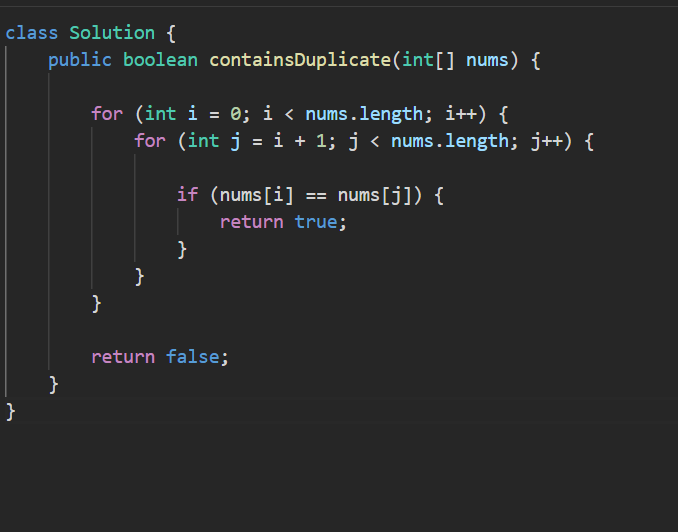 class Solution {
    public boolean containsDuplicate(int[] nums) {
        for (int i = 0; i < nums.length; i++) {
            for (int j = i + 1; j < nums.length; j++) {
                if (nums[i] == nums[j]) {
                    return true;
                }
            }
        }
        return false;
    }
}